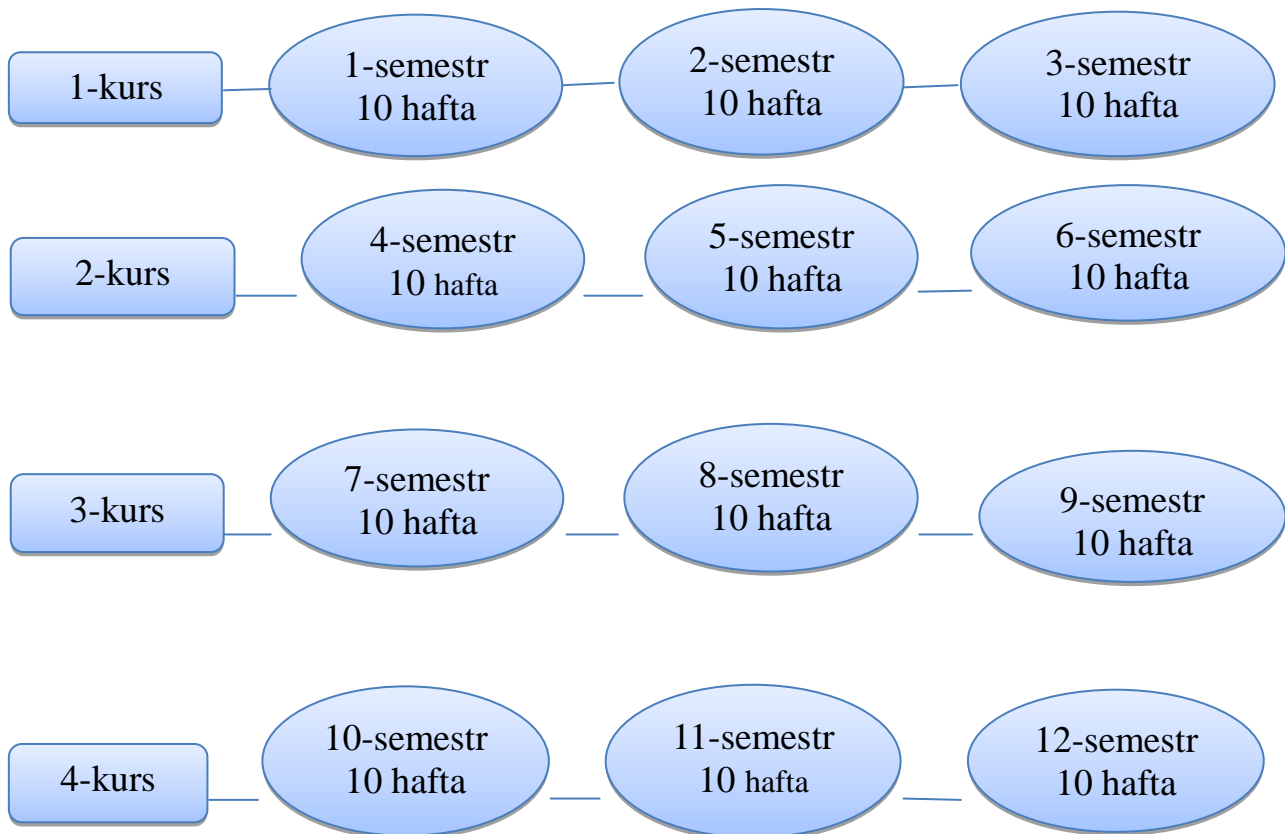 1-kurs
1-semestr
10 hafta
2-semestr
10 hafta
3-semestr
10 hafta
2-kurs
4-semestr
10 hafta
5-semestr
10 hafta
6-semestr
10 hafta
3-kurs
7-semestr
10 hafta
8-semestr
10 hafta
9-semestr
10 hafta
4-kurs
10-semestr
10 hafta
11-semestr
10 hafta
12-semestr
10 hafta